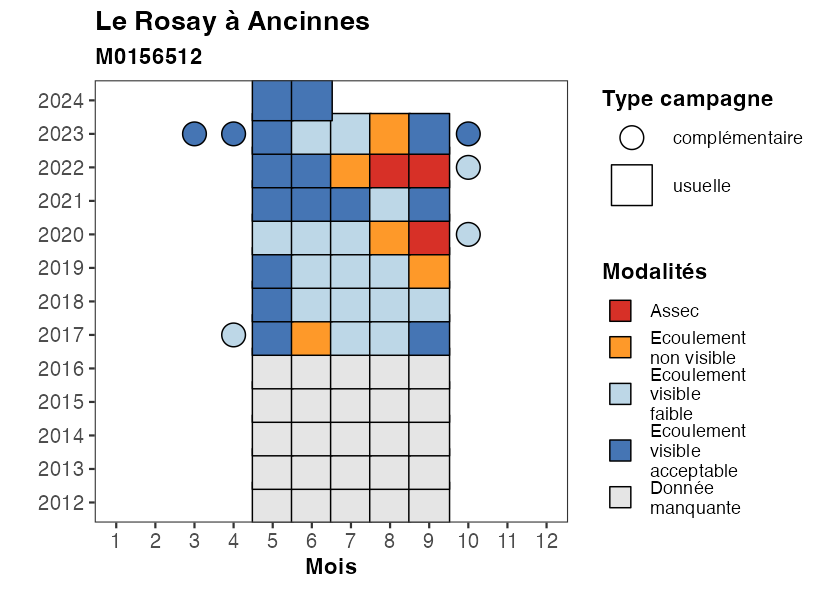 Le Rosay à Ancinnes
M0156512
2024
2023
2022
2021
2020
2019
2018
2017
2016
2015
2014
2013
2012
1 2 3 4 5 6 7 8 9 10 11 12
Mois
Type campagne
complémentaire
usuelle
Modalités
Assec
Ecoulement
non visible
Ecoulement
visible
faible
Ecoulement
visible
acceptable
Donnée
manquante